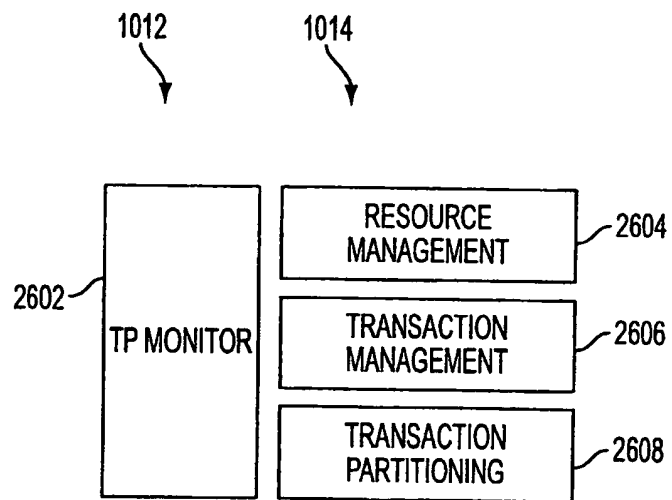 1012
1014
RESOURCE
MANAGEMENT
2604
2602
TP MONITOR
TRANSACTION
MANAGEMENT
2606
TRANSACTION
PARTITIONING
2608